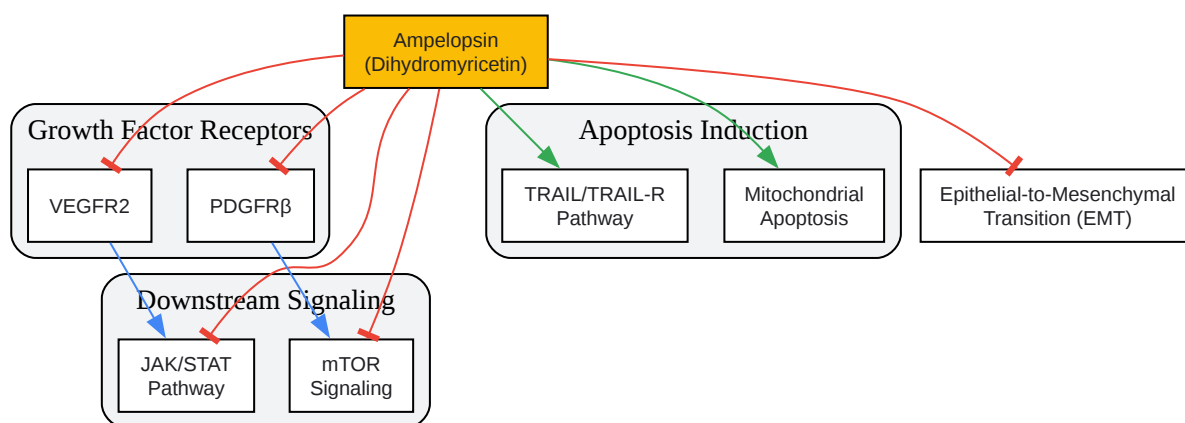 Ampelopsin
(Dihydromyricetin)
Growth Factor Receptors
Apoptosis Induction
VEGFR2
PDGFRβ
TRAIL/TRAIL-R
Pathway
Mitochondrial
Apoptosis
Epithelial-to-Mesenchymal
Transition (EMT)
Downstream Signaling
JAK/STAT
Pathway
mTOR
Signaling